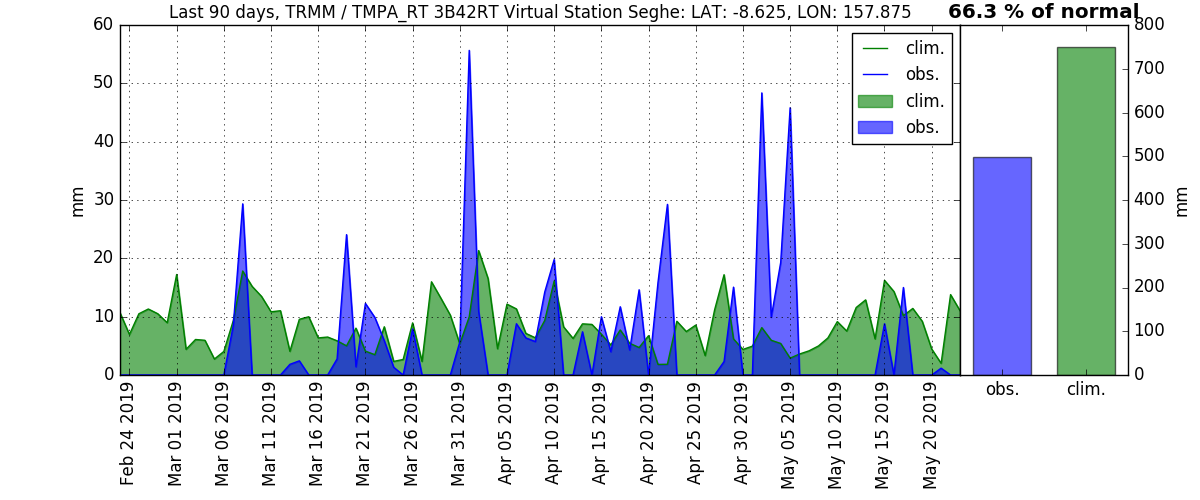 Last 90 days, TRMM / TMPA_RT 3B42RT Virtual Station Seghe: LAT: -8.625, LON: 157.875
66.3 % of normal
60
50
40
30
20
10
0
mm
clim.
obs.
clim.
obs.
800
700
600
500
400
300
200
100
0
mm
obs.
clim.
Feb 24 2019
Mar 01 2019
Mar 06 2019
Mar 11 2019
Mar 16 2019
Mar 21 2019
Mar 26 2019
Mar 31 2019
Apr 05 2019
Apr 10 2019
Apr 15 2019
Apr 20 2019
Apr 25 2019
Apr 30 2019
May 05 2019
May 10 2019
May 15 2019
May 20 2019